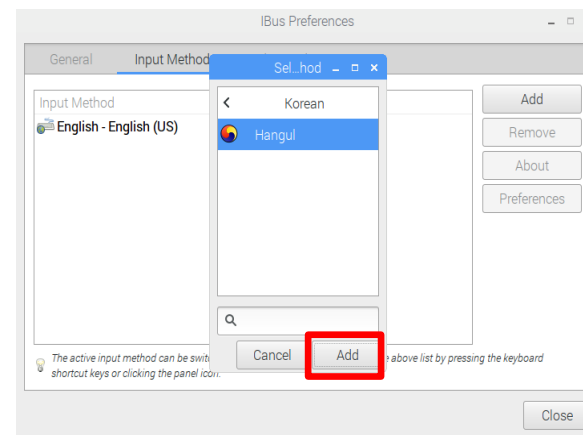 IBus Preferences
General Input Method
Input Method
English - English (US)
Sel...hod
Korean
Hangul
Cancel Add
Add
Remove
About
Preferences
The active input method can be swit e above list by pressing the keyboard
shortcut keys or clicking the panel icon.
Close